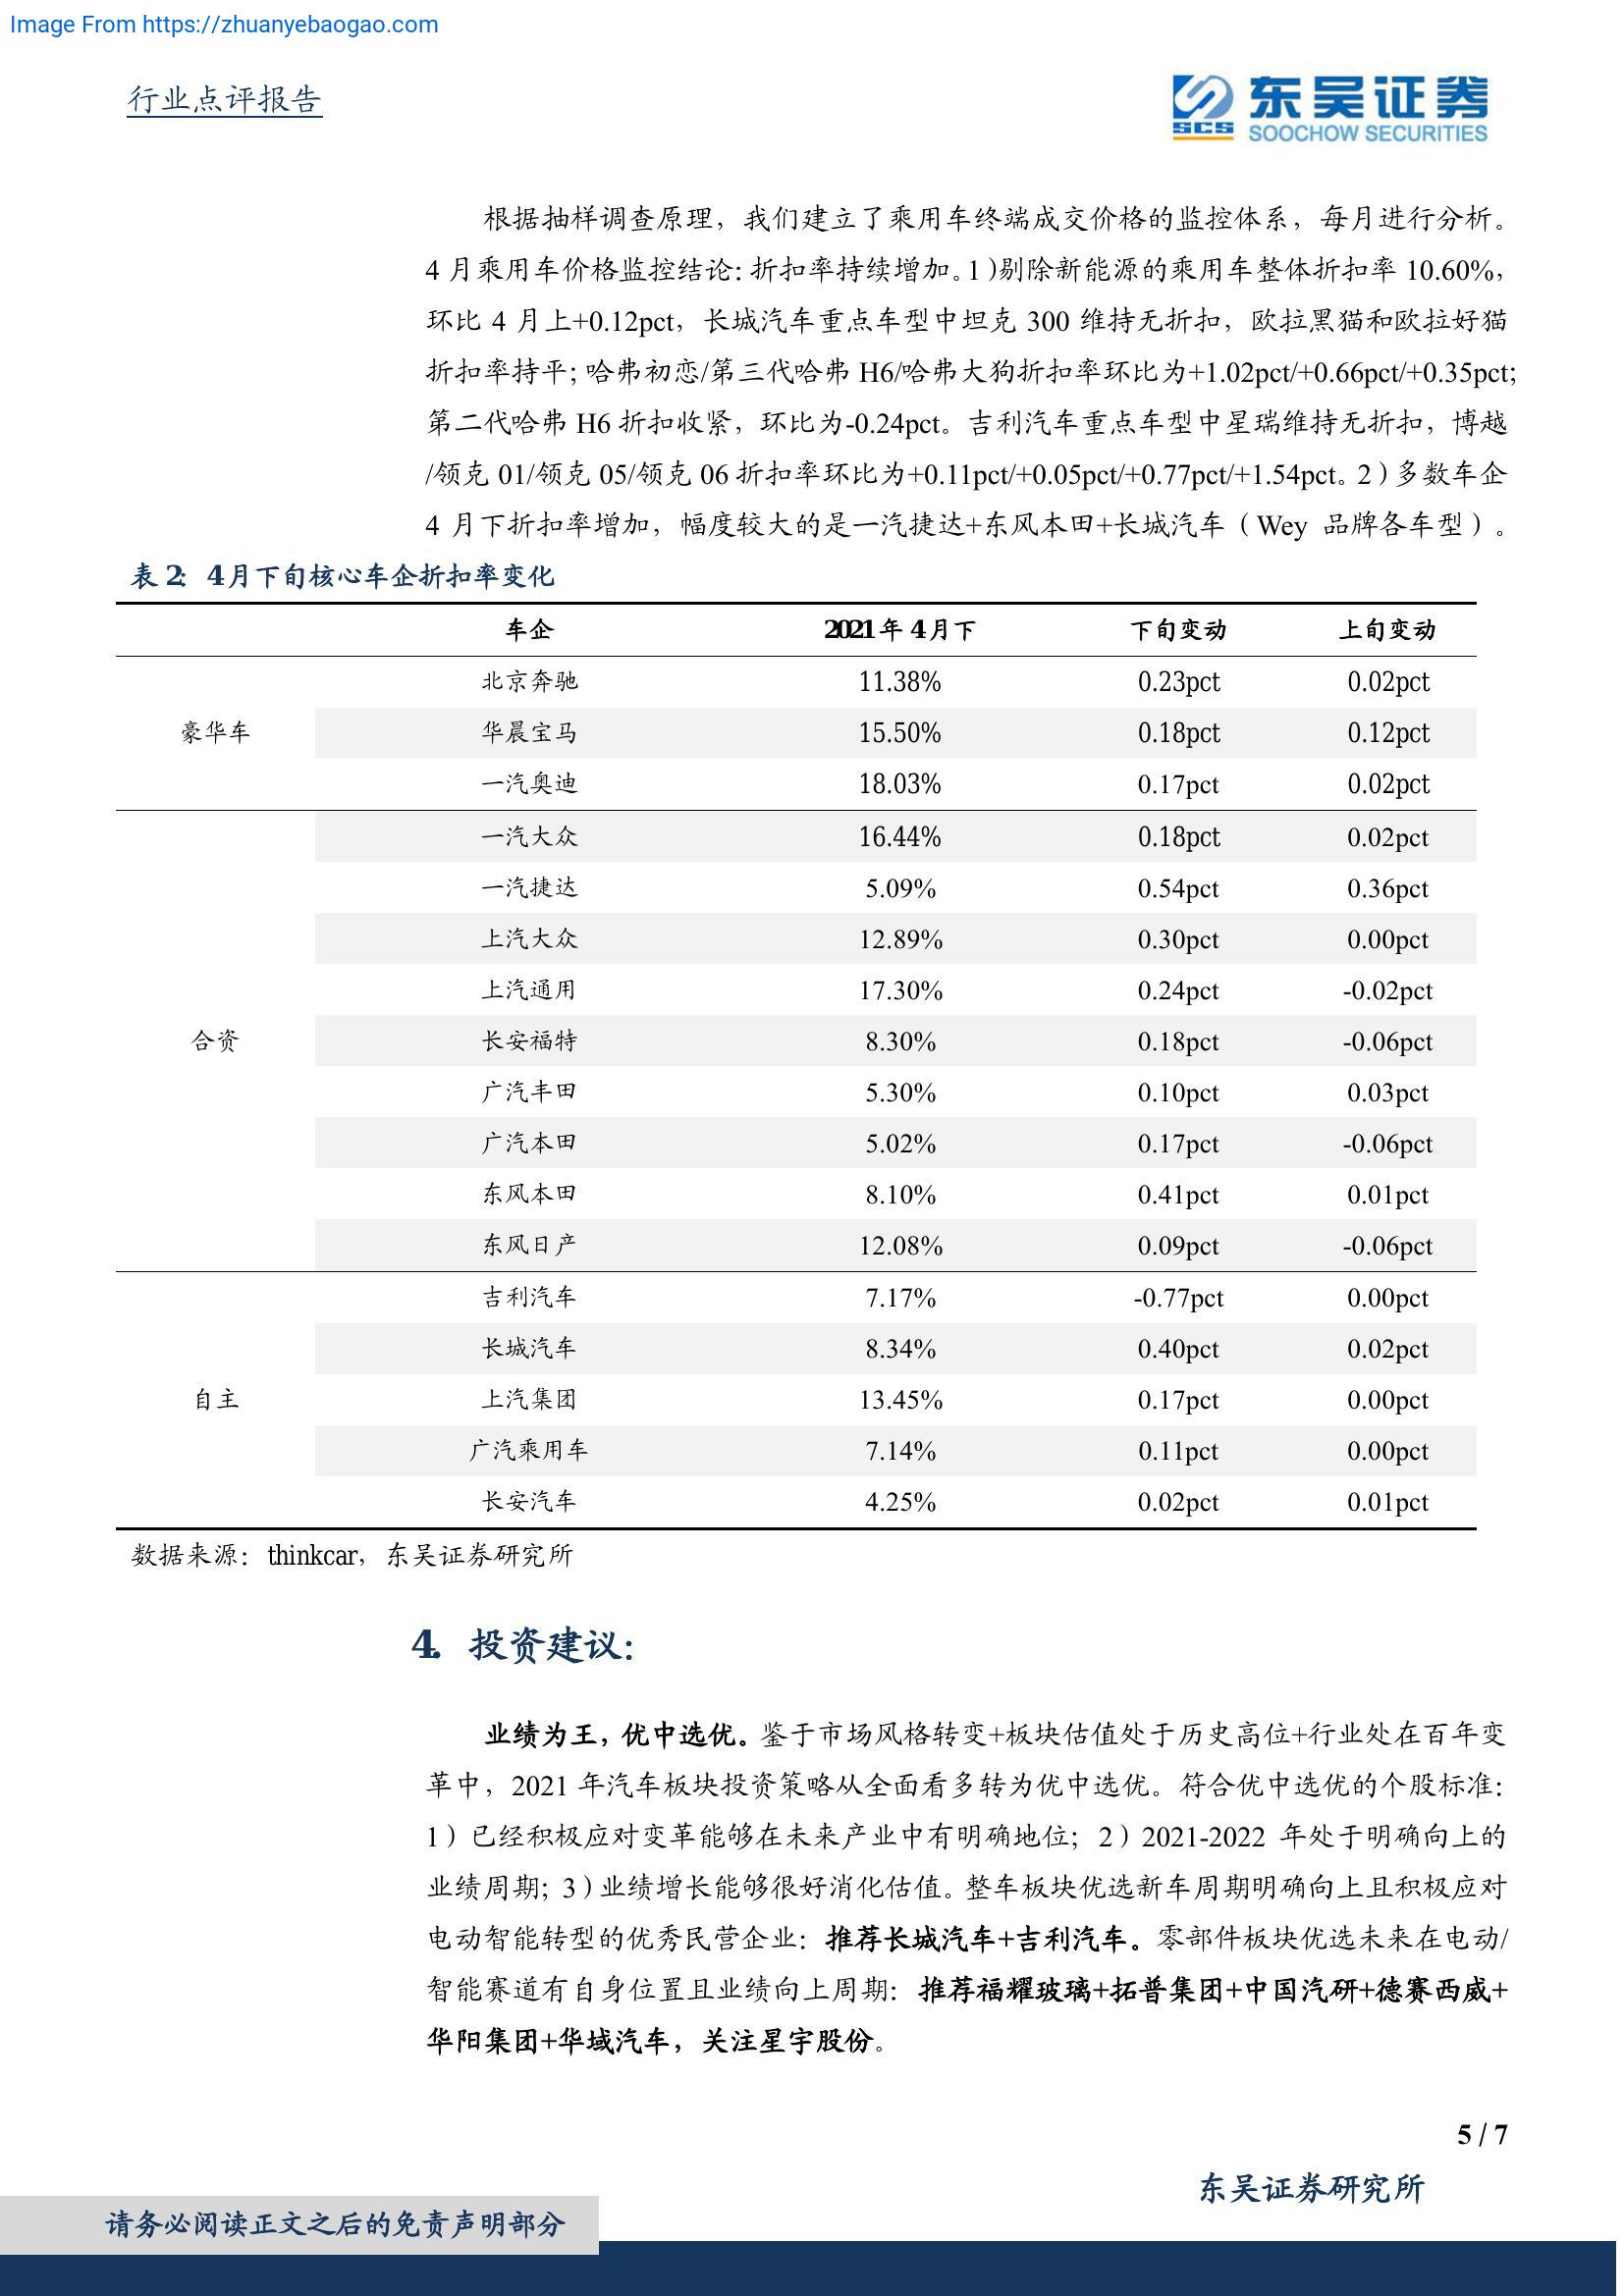 Image From https://zhuanyebaogao.com
行业点评报告
东吴证券
SCS
SOOCHOW SECURITIES
根据抽样调查原理，我们建立了乘用车终端成交价格的监控体系，每月进行分析。
4 月乘用车价格监控结论：折扣率持续增加。1）剔除新能源的乘用车整体折扣率 10.60%，
环比 4 月上+0.12pct，长城汽车重点车型中坦克 300 维持无折扣，欧拉黑猫和欧拉好猫
折扣率持平；哈弗初恋/第三代哈弗 H6/哈弗大狗折扣率环比为+1.02pct/+0.66pct/+0.35pct;
第二代哈弗 H6 折扣收紧，环比为-0.24pct。吉利汽车重点车型中星瑞维持无折扣，博越
/领克 01/领克 05/领克 06 折扣率环比为+0.11pct/+0.05pct/+0.77pct/+1.54pct。2）多数车企
4 月下折扣率增加，幅度较大的是一汽捷达+东风本田+长城汽车（Wey 品牌各车型）。
表 2：4 月下旬核心车企折扣率变化
车企 2021 年 4 月下 下旬变动 上旬变动
北京奔驰 11.38% 0.23pct 0.02pct
豪华车 华晨宝马 15.50% 0.18pct 0.12pct
一汽奥迪 18.03% 0.17pct 0.02pct
一汽大众 16.44% 0.18pct 0.02pct
一汽捷达 5.09% 0.54pct 0.36pct
上汽大众 12.89% 0.30pct 0.00pct
上汽通用 17.30% 0.24pct -0.02pct
合资 长安福特 8.30% 0.18pct -0.06pct
广汽丰田 5.30% 0.10pct 0.03pct
广汽本田 5.02% 0.17pct -0.06pct
东风本田 8.10% 0.41pct 0.01pct
东风日产 12.08% 0.09pct -0.06pct
吉利汽车 7.17% -0.77pct 0.00pct
长城汽车 8.34% 0.40pct 0.02pct
自主 上汽集团 13.45% 0.17pct 0.00pct
广汽乘用车 7.14% 0.11pct 0.00pct
长安汽车 4.25% 0.02pct 0.01pct
数据来源：thinkcar，东吴证券研究所
4. 投资建议：
业绩为王，优中选优。鉴于市场风格转变+板块估值处于历史高位+行业处在百年变
革中，2021 年汽车板块投资策略从全面看多转为优中选优。符合优中选优的个股标准：
1）已经积极应对变革能够在未来产业中有明确地位；2）2021-2022 年处于明确向上的
业绩周期；3）业绩增长能够很好消化估值。整车板块优选新车周期明确向上且积极应对
电动智能转型的优秀民营企业：推荐长城汽车+吉利汽车。零部件板块优选未来在电动/
智能赛道有自身位置且业绩向上周期：推荐福耀玻璃+拓普集团+中国汽研+德赛西威+
华阳集团+华域汽车，关注星宇股份。
5 / 7
东吴证券研究所
请务必阅读正文之后的免责声明部分